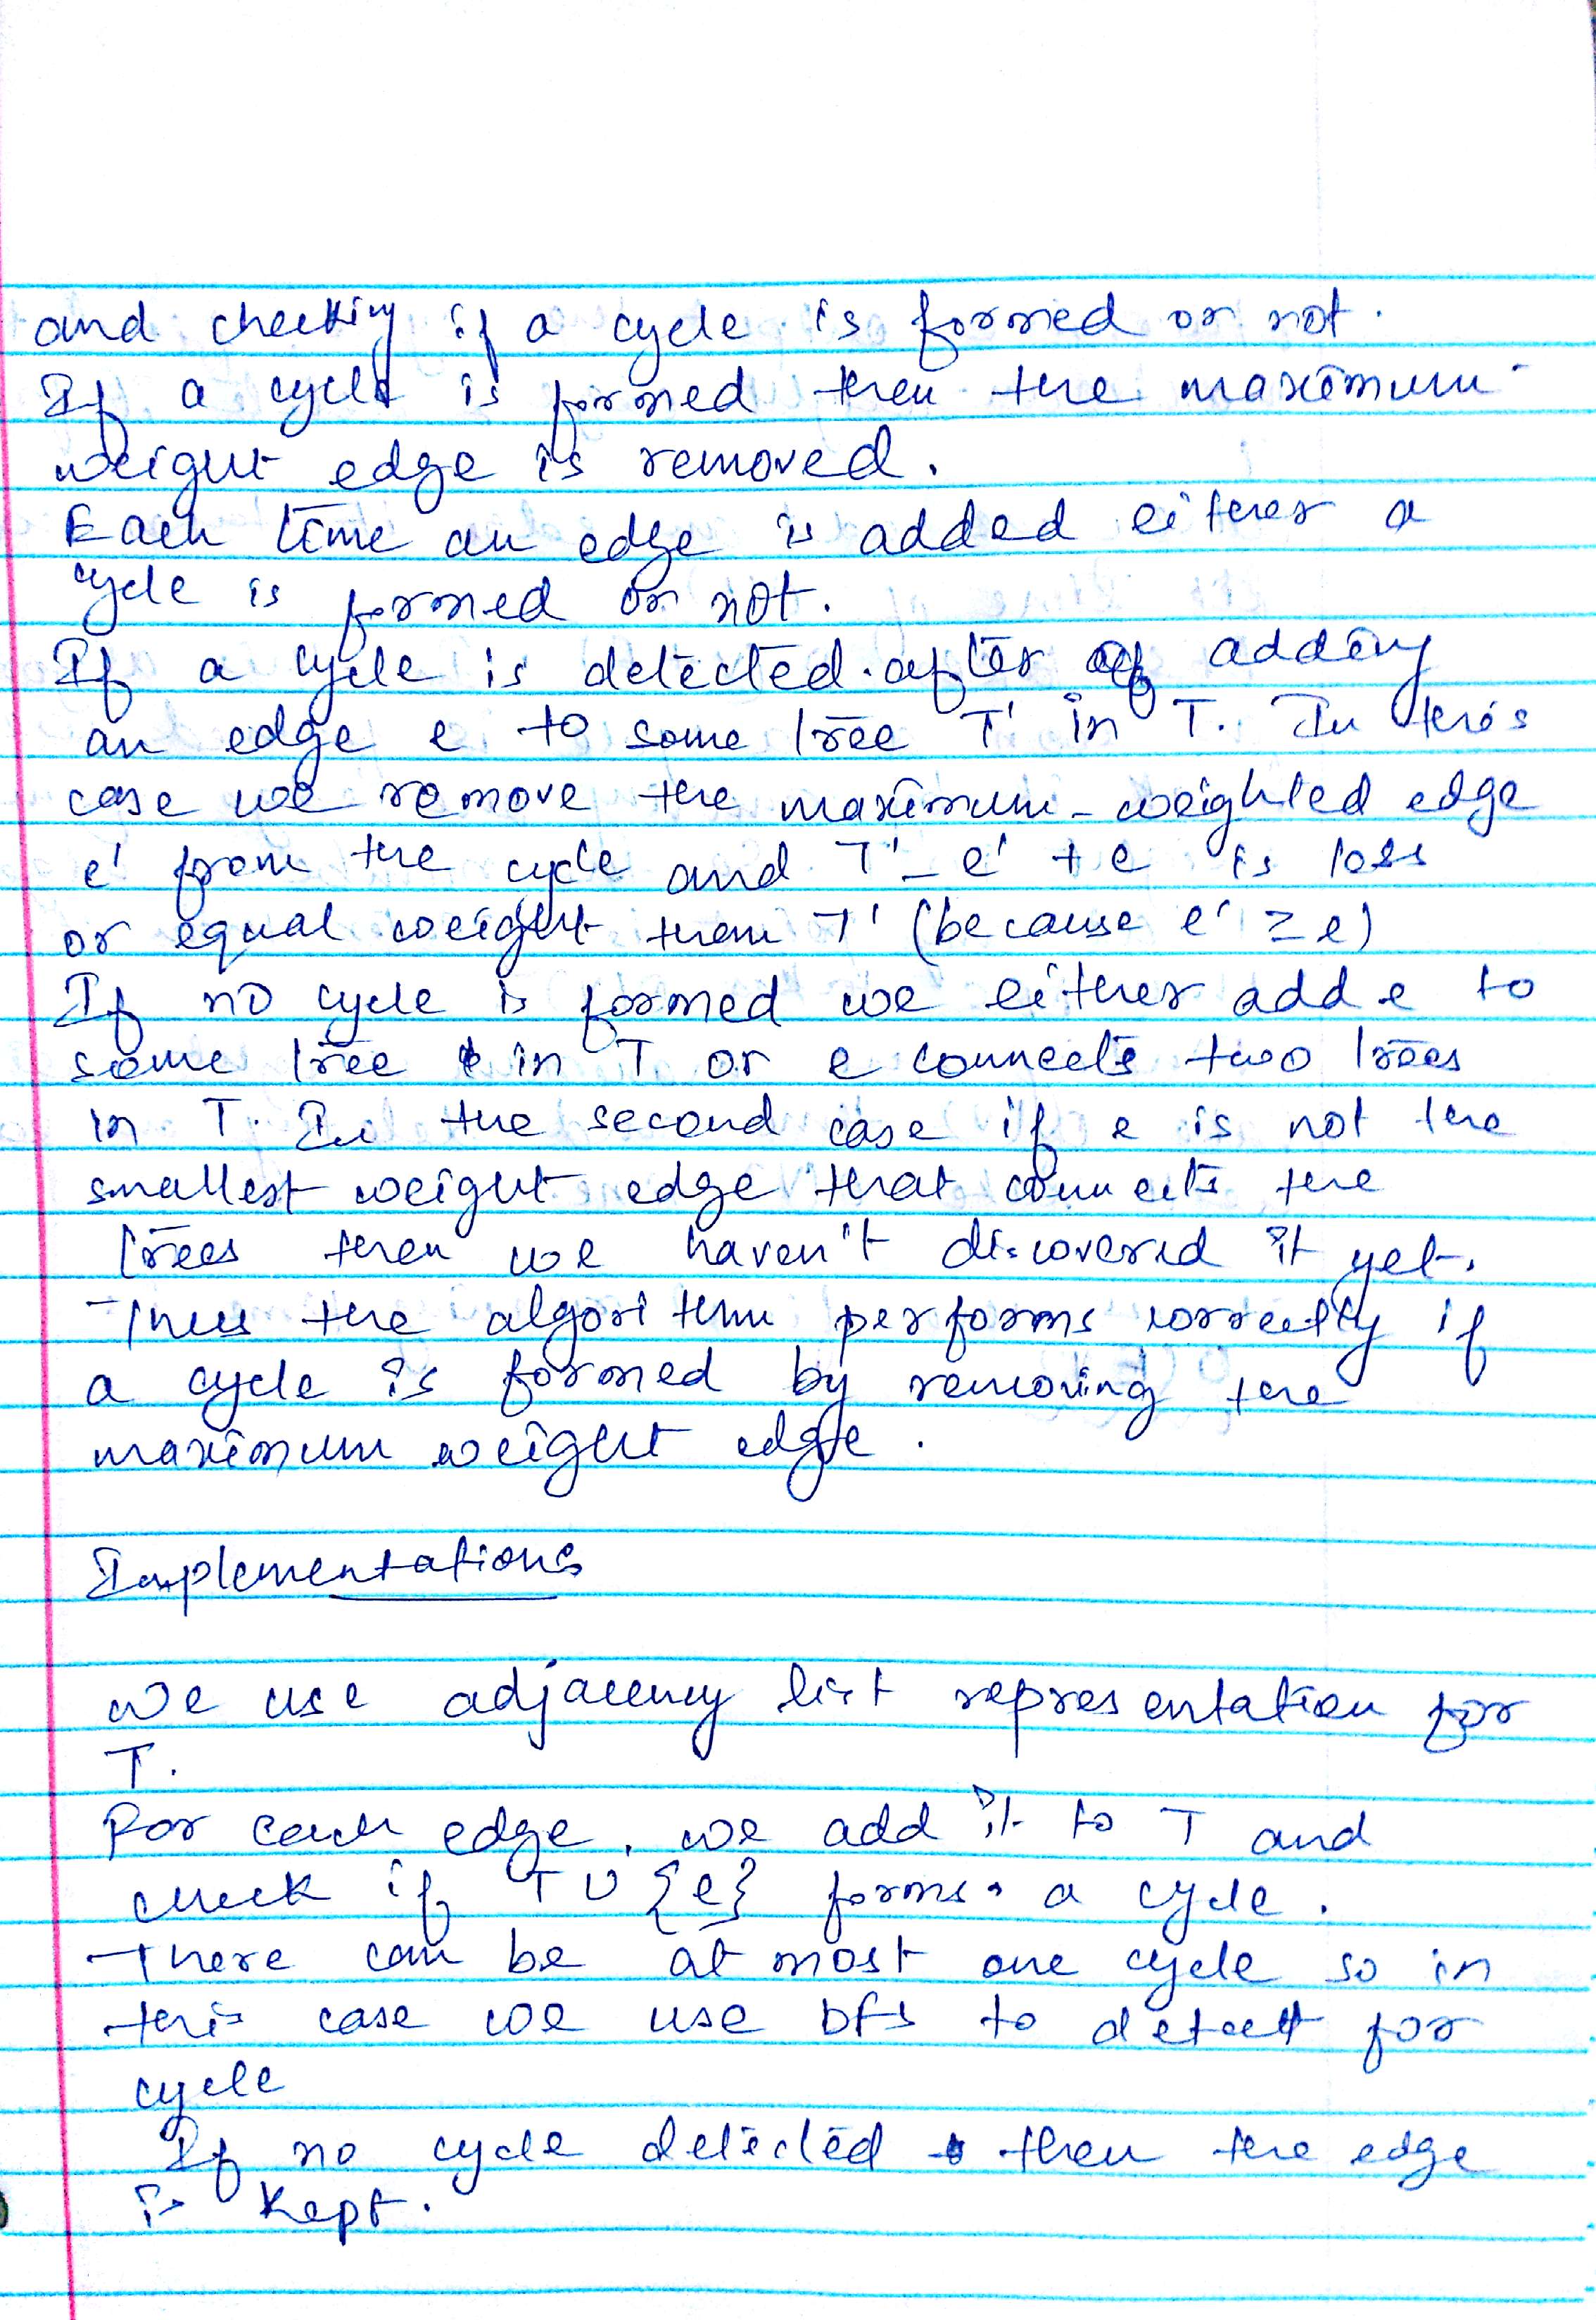 and checking if a cycle is formed or not.
If a cycle is formed then the maximum
weight edge is removed.
Each time an edge is added either a
cycle is formed or not.
If a cycle is detected after of adding
an edge e to some tree T' in T. In this
case we remove the maximum-weighted edge
e' from the cycle and T' - e' + e is less
or equal weight than T' (because e' ≥ e)
If no cycle is formed we either add e to
some tree in T or e connects two trees
in T. In the second case if e is not the
smallest weight edge that connects the
trees then we haven't discovered it yet.
Thus the algorithm performs correctly if
a cycle is formed by removing the
maximum weight edge.
Implementations
We use adjacency list representation for
T.
For each edge, we add it to T and
check if T ∪ {e} forms a cycle.
There can be at most one cycle so in
this case we use DFS to detect for
cycle
If no cycle detected then the edge
is kept.